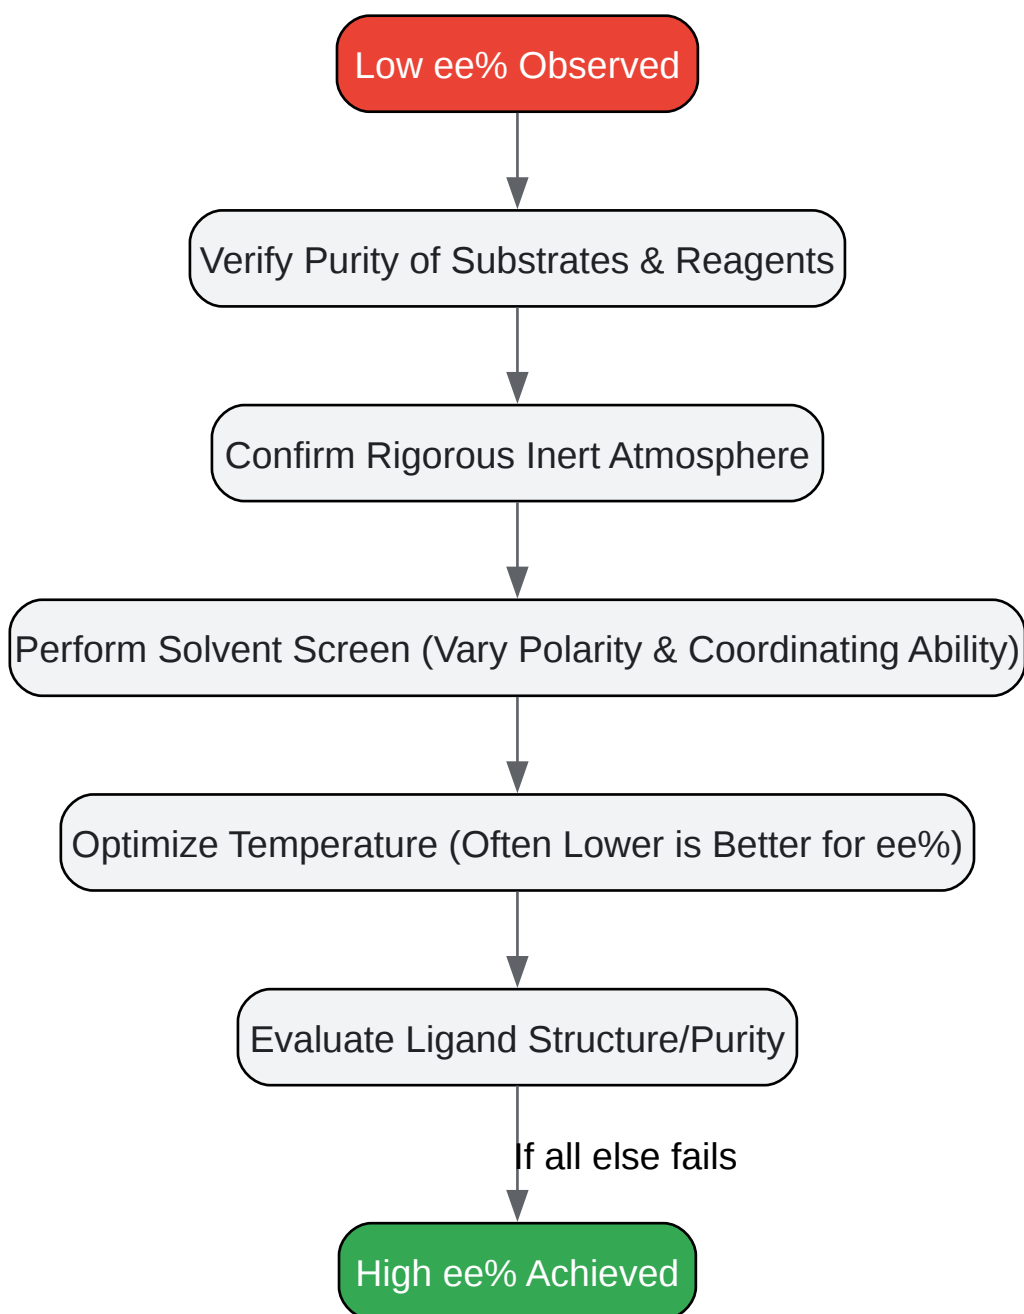 Low ee% Observed
Verify Purity of Substrates & Reagents
Confirm Rigorous Inert Atmosphere
Perform Solvent Screen (Vary Polarity & Coordinating Ability)
Optimize Temperature (Often Lower is Better for ee%)
Evaluate Ligand Structure/Purity
If all else fails
High ee% Achieved